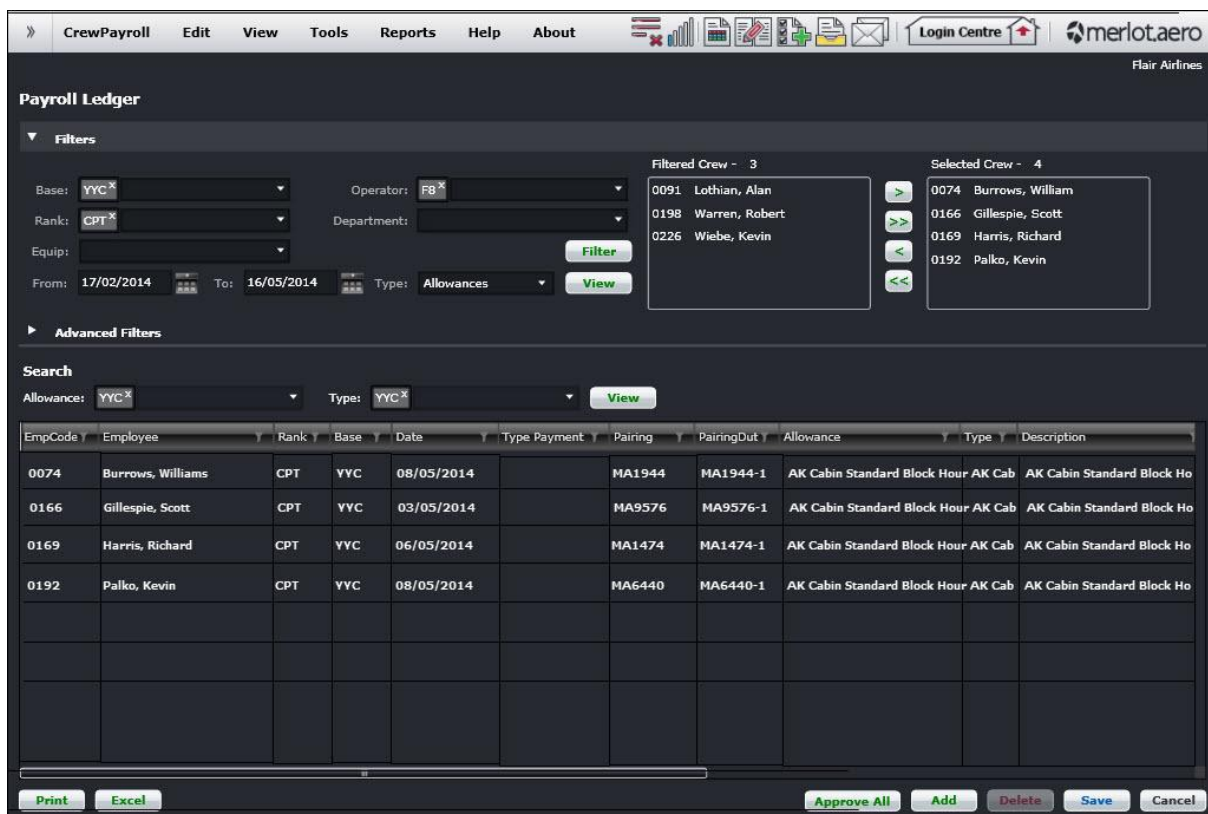 » CrewPayroll Edit View Tools Reports Help About Login Centre merlot.aero
Flair Airlines
Payroll Ledger
Filters
Filtered Crew - 3 Selected Crew - 4
Base: YYC x Operator: F8 x 0091 Lothian, Alan > 0074 Burrows, William
Rank: CPT x Department: 0198 Warren, Robert >> 0166 Gillespie, Scott
Equip: Filter 0226 Wiebe, Kevin < 0169 Harris, Richard
0192 Palko, Kevin
From: 17/02/2014 To: 16/05/2014 Type: Allowances View <<
Advanced Filters
Search
Allowance: YYC x Type: YYC x View
EmpCode Employee Rank Base Date Type Payment Pairing PairingDut Allowance Type Description
0074 Burrows, Williams CPT YYC 08/05/2014 MA1944 MA1944-1 AK Cabin Standard Block Hour AK Cab AK Cabin Standard Block Ho
0166 Gillespie, Scott CPT YYC 03/05/2014 MA9576 MA9576-1 AK Cabin Standard Block Hour AK Cab AK Cabin Standard Block Ho
0169 Harris, Richard CPT YYC 06/05/2014 MA1474 MA1474-1 AK Cabin Standard Block Hour AK Cab AK Cabin Standard Block Ho
0192 Palko, Kevin CPT YYC 08/05/2014 MA6440 MA6440-1 AK Cabin Standard Block Hour AK Cab AK Cabin Standard Block Ho
Print Excel Approve All Add Delete Save Cancel